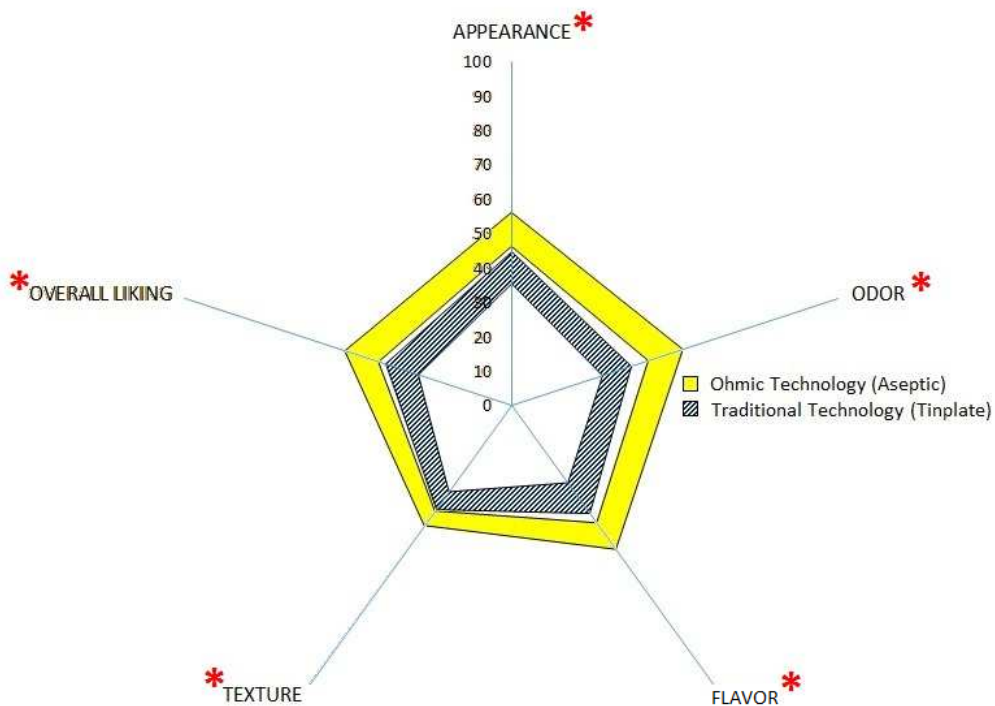 APPEARANCE*
100
90
80
70
60
50
40
30
20
10
0
*OVERALL LIKING
ODOR*
Ohmic Technology (Aseptic)
Traditional Technology (Tinplate)
*TEXTURE
FLAVOR*